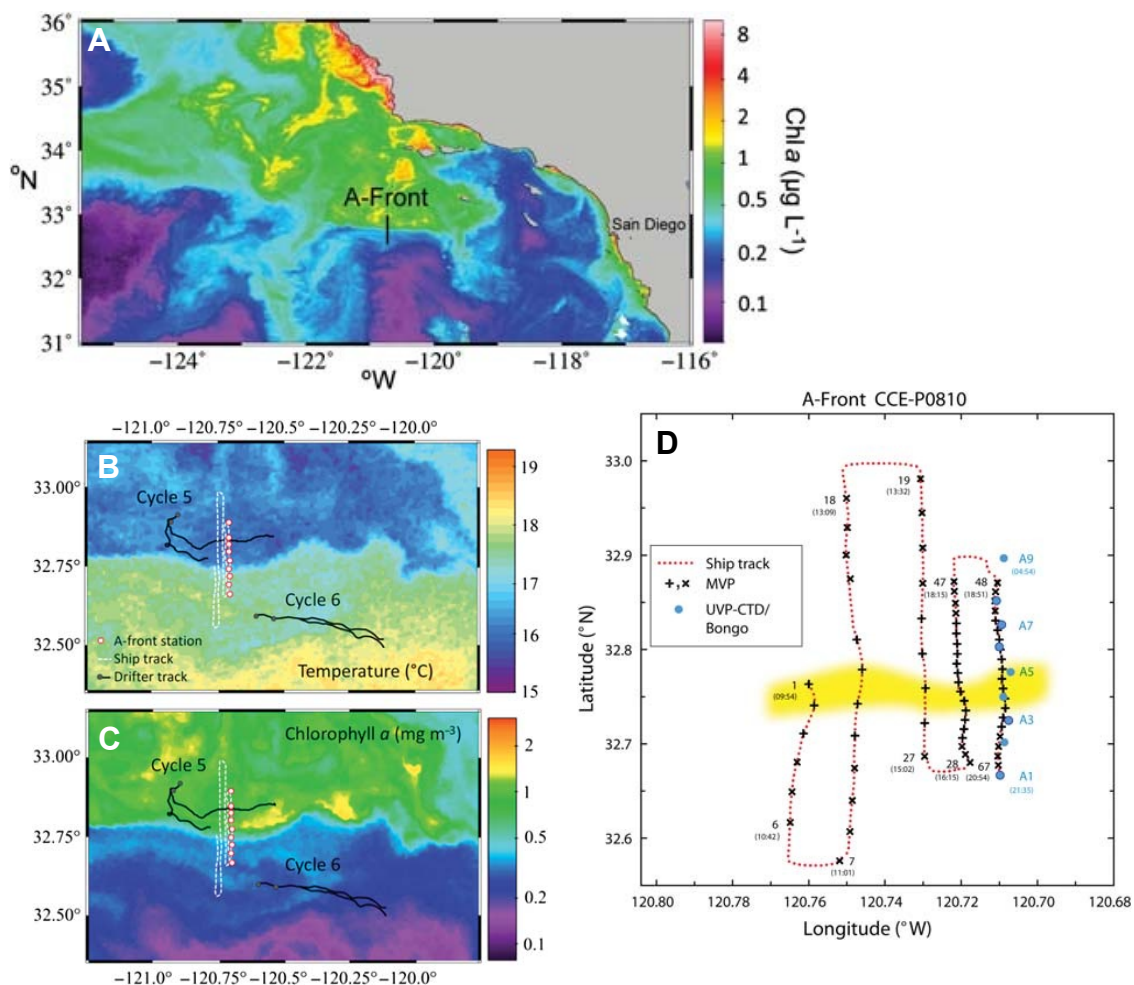 A
36°
35°
34°
33°
32°
31°
°N
A-Front
San Diego
−124° −122° −120° −118° −116°
°W
8
4
2
1
0.5
0.2
0.1
Chl a (µg L-1)
−121.0° −120.75° −120.5° −120.25° −120.0°
B
33.00°
32.75°
32.50°
Cycle 5
Cycle 6
A-front station
Ship track
Drifter track
Temperature (°C)
19
18
17
16
15
C
Chlorophyll a (mg m-3)
33.00°
32.75°
32.50°
Cycle 5
Cycle 6
2
1
0.5
0.2
0.1
−121.0° −120.75° −120.5° −120.25° −120.0°
A-Front CCE-P0810
D
33.0
32.9
32.8
32.7
32.6
Latitude (°N)
120.80 120.78 120.76 120.74 120.72 120.70 120.68
Longitude (°W)
Ship track
+,× MVP
UVP-CTD/
Bongo
18
(13:09)
19
(13:32)
47
(18:15)
48
(18:51)
A9
(04:54)
A7
A5
A3
A1
(21:35)
1
(09:54)
6
(10:42)
7
(11:01)
27
(15:02)
28
(16:15)
67
(20:54)